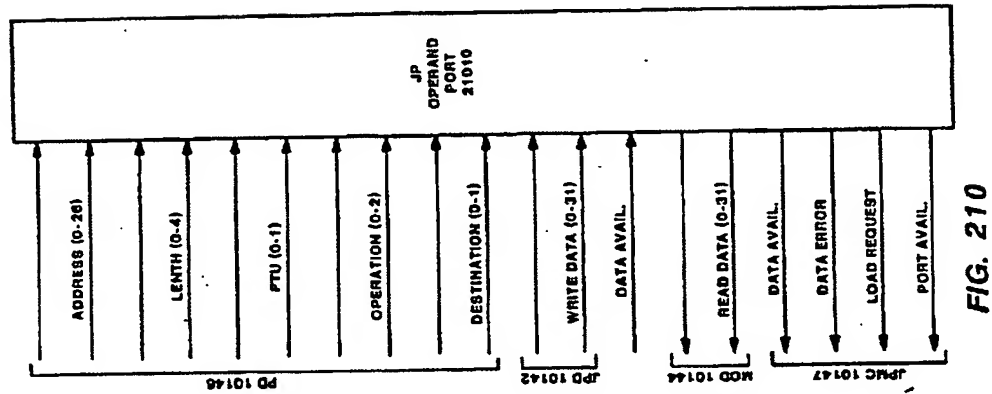 JP
OPERAND
PORT
21010
ADDRESS (0-26)
LENTH (0-4)
FTU (0-1)
OPERATION (0-2)
DESTINATION (0-1)
WRITE DATA (0-31)
DATA AVAIL.
READ DATA (0-31)
DATA AVAIL.
DATA ERROR
LOAD REQUEST
PORT AVAIL.
PD 10146
JPD 10142
MOD 10144
JPMC 10147
FIG. 210